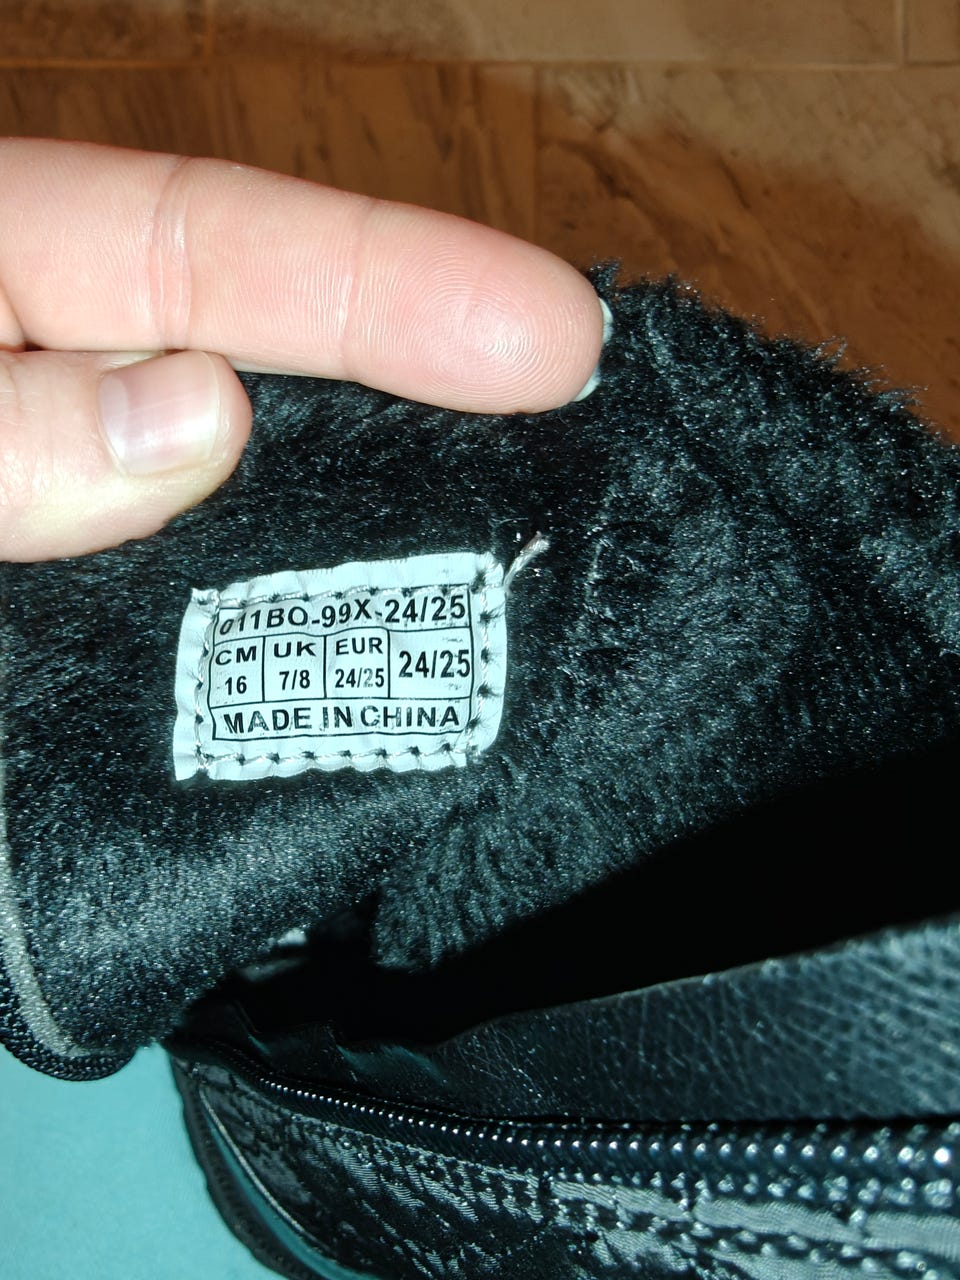 011BO-99X-24/25
CM UK EUR 24/25
16 7/8 24/25
MADE IN CHINA